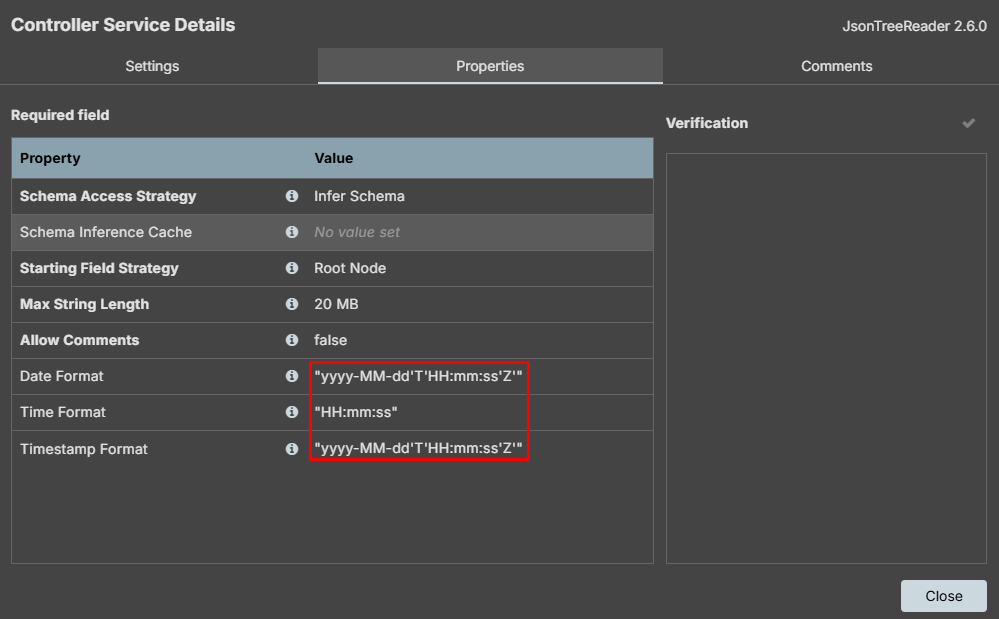 Controller Service Details
JsonTreeReader 2.6.0
Settings
Properties
Comments
Required field
Verification
Property Value
Schema Access Strategy Infer Schema
Schema Inference Cache No value set
Starting Field Strategy Root Node
Max String Length 20 MB
Allow Comments false
Date Format "yyyy-MM-dd'T'HH:mm:ss'Z'"
Time Format "HH:mm:ss"
Timestamp Format "yyyy-MM-dd'T'HH:mm:ss'Z'"
Close